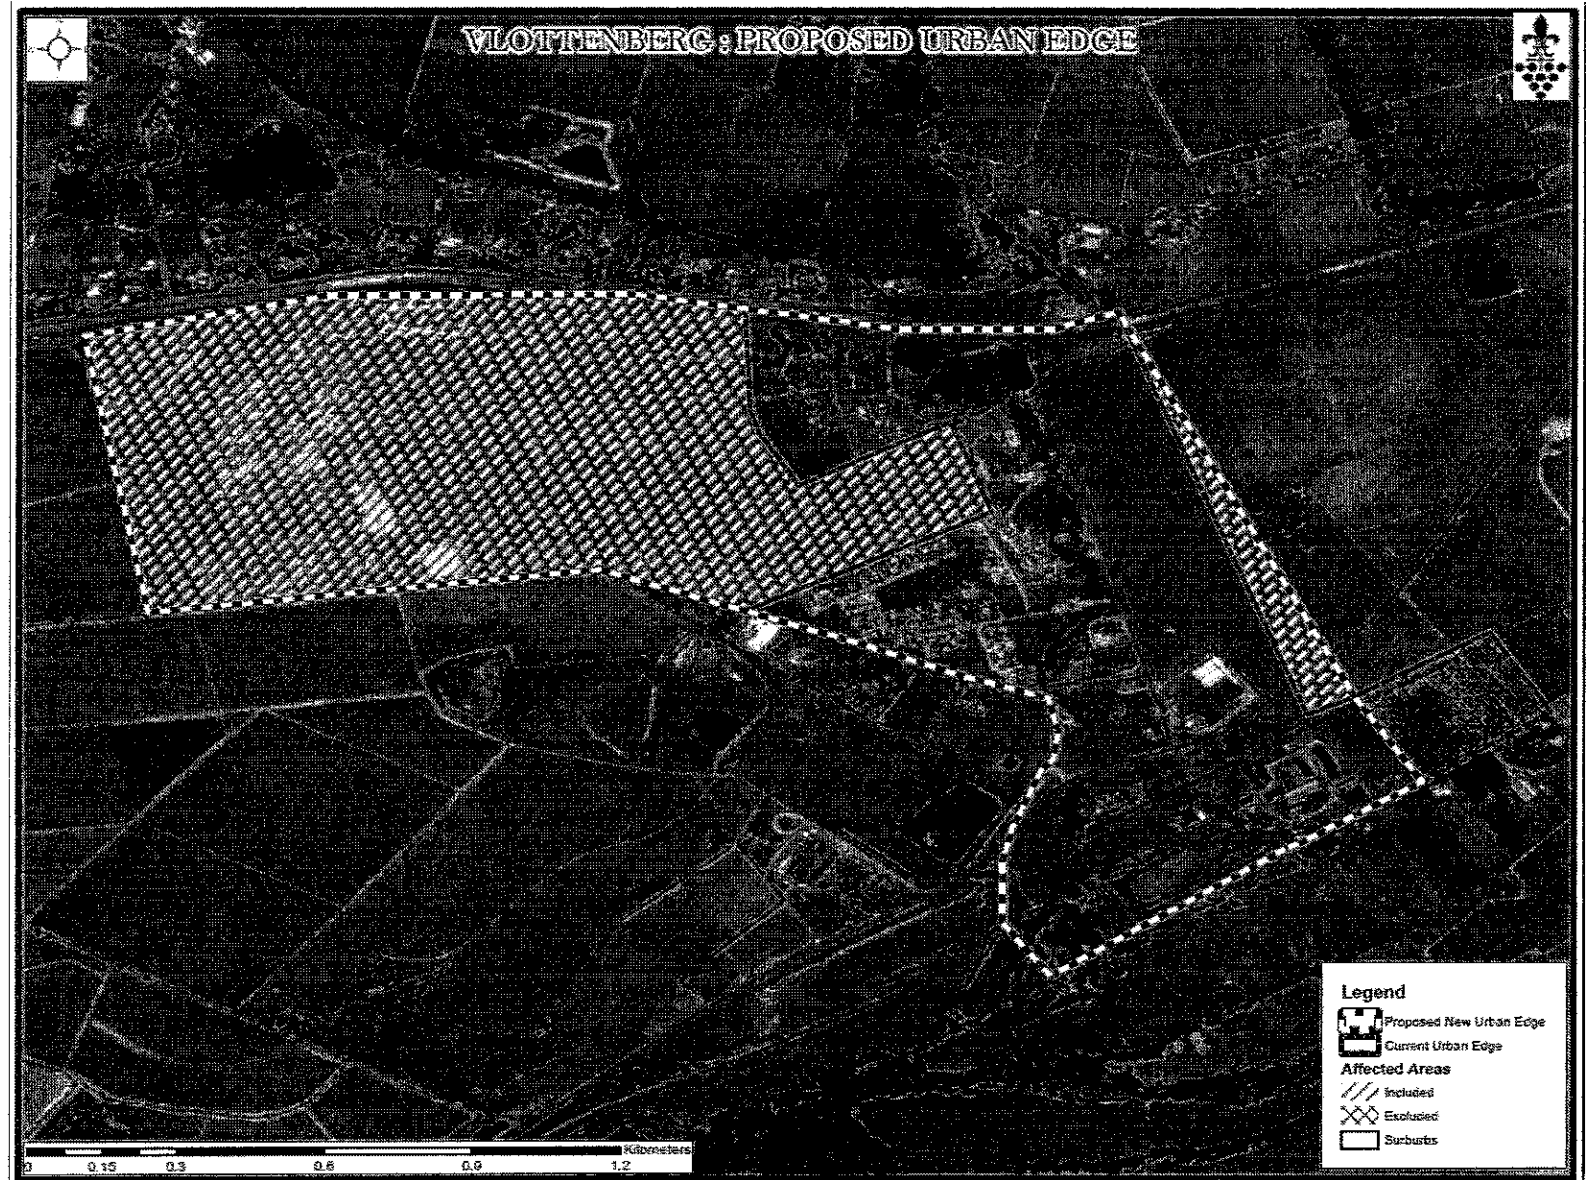 VLOTTENBERG : PROPOSED URBAN EDGE
Legend
Proposed New Urban Edge
Current Urban Edge
Affected Areas
Included
Excluded
Suburbs
Kilometers
0 0.15 0.3 0.6 0.9 1.2